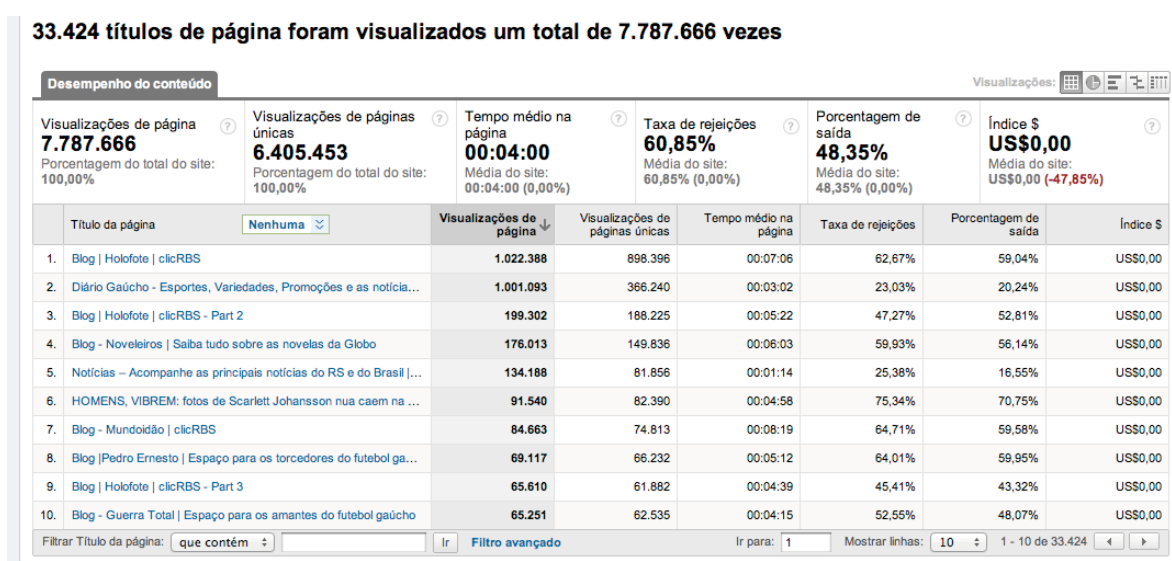 33.424 títulos de página foram visualizados um total de 7.787.666 vezes
Desempenho do conteúdo
Visualizações:
Visualizações de página
7.787.666
Porcentagem do total do site:
100,00%
Visualizações de páginas
únicas
6.405.453
Porcentagem do total do site:
100,00%
Tempo médio na
página
00:04:00
Média do site:
00:04:00 (0,00%)
Taxa de rejeições
60,85%
Média do site:
60,85% (0,00%)
Porcentagem de
saída
48,35%
Média do site:
48,35% (0,00%)
Índice $
US$0,00
Média do site:
US$0,00 (-47,85%)
Título da página Nenhuma Visualizações de página Visualizações de páginas únicas Tempo médio na página Taxa de rejeições Porcentagem de saída Índice $
1. Blog | Holofote | clicRBS 1.022.388 898.396 00:07:06 62,67% 59,04% US$0,00
2. Diário Gaúcho - Esportes, Variedades, Promoções e as notícia... 1.001.093 366.240 00:03:02 23,03% 20,24% US$0,00
3. Blog | Holofote | clicRBS - Part 2 199.302 188.225 00:05:22 47,27% 52,81% US$0,00
4. Blog - Noveleiros | Saiba tudo sobre as novelas da Globo 176.013 149.836 00:06:03 59,93% 56,14% US$0,00
5. Notícias – Acompanhe as principais notícias do RS e do Brasil |... 134.188 81.856 00:01:14 25,38% 16,55% US$0,00
6. HOMENS, VIBREM: fotos de Scarlett Johansson nua caem na ... 91.540 82.390 00:04:58 75,34% 70,75% US$0,00
7. Blog - Mundoidão | clicRBS 84.663 74.813 00:08:19 64,71% 59,58% US$0,00
8. Blog |Pedro Ernesto | Espaço para os torcedores do futebol ga... 69.117 66.232 00:05:12 64,01% 59,95% US$0,00
9. Blog | Holofote | clicRBS - Part 3 65.610 61.882 00:04:39 45,41% 43,32% US$0,00
10. Blog - Guerra Total | Espaço para os amantes do futebol gaúcho 65.251 62.535 00:04:15 52,55% 48,07% US$0,00
Filtrar Título da página: que contém Ir Filtro avançado Ir para: 1 Mostrar linhas: 10 1 - 10 de 33.424